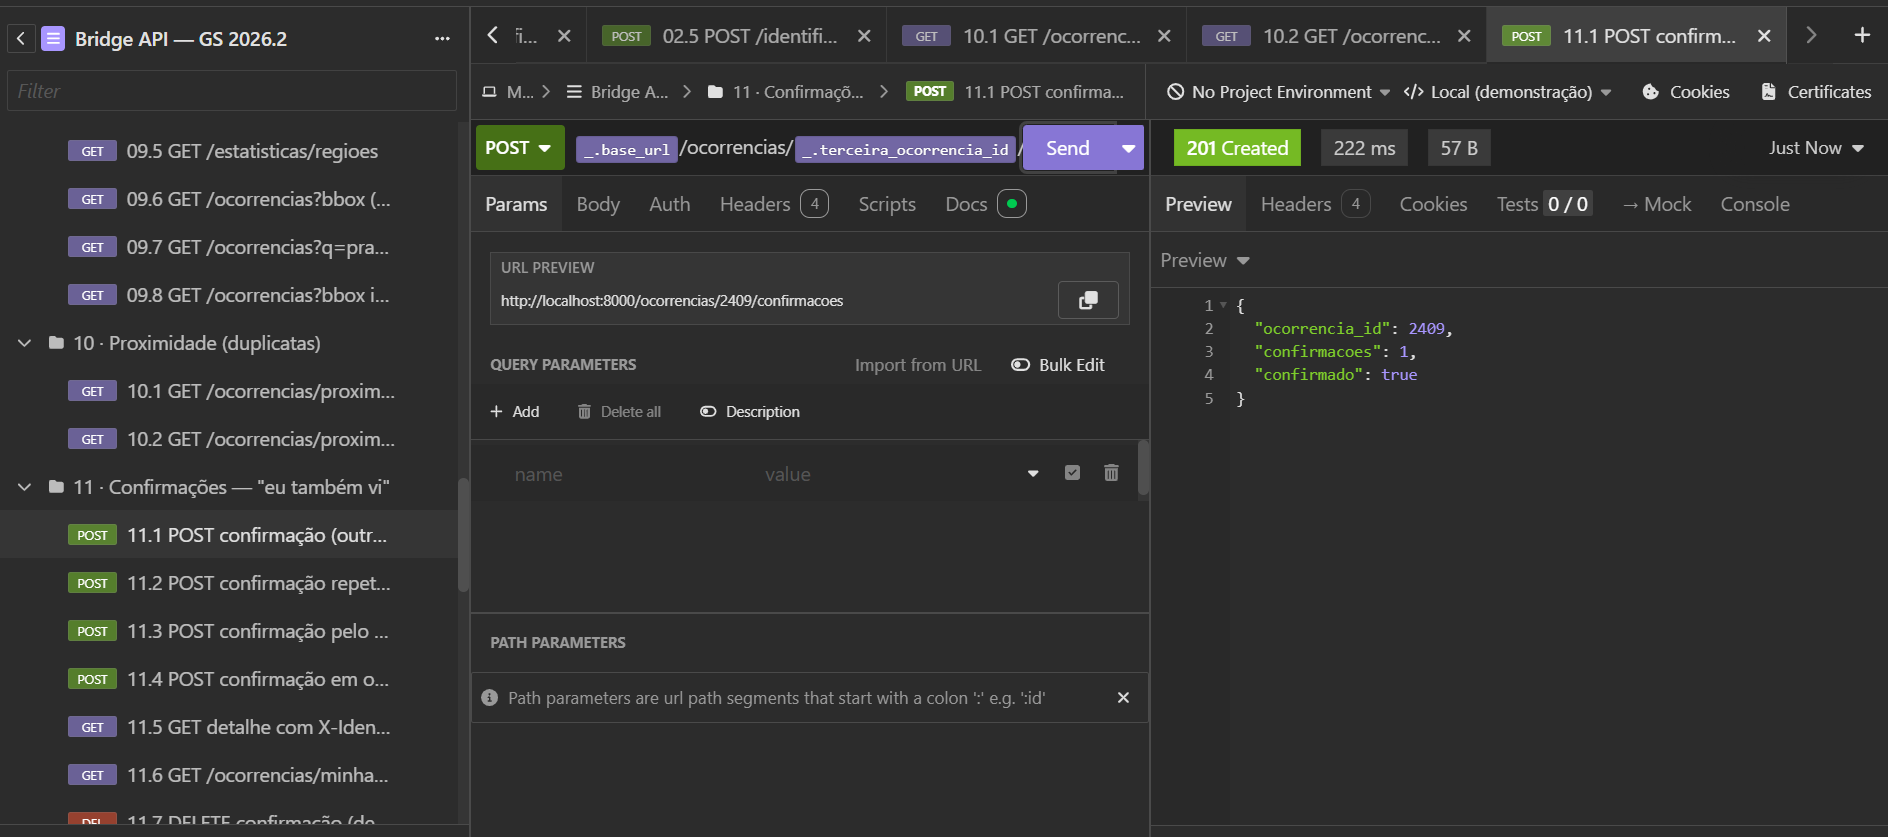 Bridge API — GS 2026.2
Filter
GET 09.5 GET /estatisticas/regioes
GET 09.6 GET /ocorrencias?bbox (...
GET 09.7 GET /ocorrencias?q=pra...
GET 09.8 GET /ocorrencias?bbox i...
10 · Proximidade (duplicatas)
GET 10.1 GET /ocorrencias/proxim...
GET 10.2 GET /ocorrencias/proxim...
11 · Confirmações — "eu também vi"
POST 11.1 POST confirmação (outr...
POST 11.2 POST confirmação repet...
POST 11.3 POST confirmação pelo ...
POST 11.4 POST confirmação em o...
GET 11.5 GET detalhe com X-Iden...
GET 11.6 GET /ocorrencias/minha...
DEL 11.7 DELETE confirmação (de...
fi... POST 02.5 POST /identifi... GET 10.1 GET /ocorrenc... GET 10.2 GET /ocorrenc... POST 11.1 POST confirm...
M... > Bridge A... > 11 · Confirmaçõ... > POST 11.1 POST confirma...
No Project Environment </> Local (demonstração) Cookies Certificates
POST _.base_url/ocorrencias/_.terceira_ocorrencia_id/ Send
Params Body Auth Headers 4 Scripts Docs
URL PREVIEW
http://localhost:8000/ocorrencias/2409/confirmacoes
QUERY PARAMETERS Import from URL Bulk Edit
+ Add Delete all Description
name value
PATH PARAMETERS
Path parameters are url path segments that start with a colon ':' e.g. ':id'
201 Created 222 ms 57 B Just Now
Preview Headers 4 Cookies Tests 0 / 0 → Mock Console
Preview
1 {
2 "ocorrencia_id": 2409,
3 "confirmacoes": 1,
4 "confirmado": true
5 }